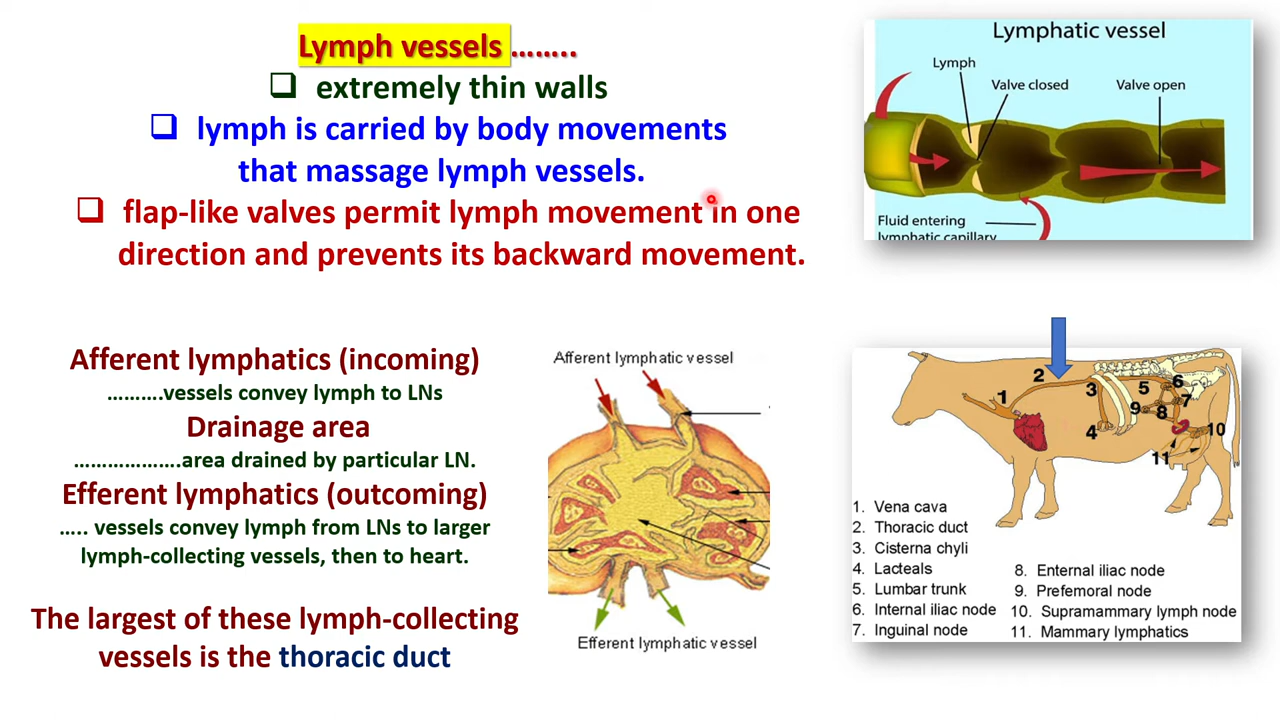 Lymph vessels ……..
❑ extremely thin walls
❑ lymph is carried by body movements
that massage lymph vessels.
❑ flap-like valves permit lymph movement in one
direction and prevents its backward movement.
Lymphatic vessel
Lymph
Valve closed
Valve open
Fluid entering
lymphatic capillary
Afferent lymphatics (incoming)
……….vessels convey lymph to LNs
Drainage area
……………….area drained by particular LN.
Efferent lymphatics (outcoming)
….. vessels convey lymph from LNs to larger
lymph-collecting vessels, then to heart.
The largest of these lymph-collecting
vessels is the thoracic duct
Afferent lymphatic vessel
Efferent lymphatic vessel
1
2
3
4
5
6
7
8
9
10
11
1. Vena cava
2. Thoracic duct
3. Cisterna chyli
4. Lacteals
5. Lumbar trunk
6. Internal iliac node
7. Inguinal node
8. Enternal iliac node
9. Prefemoral node
10. Supramammary lymph node
11. Mammary lymphatics